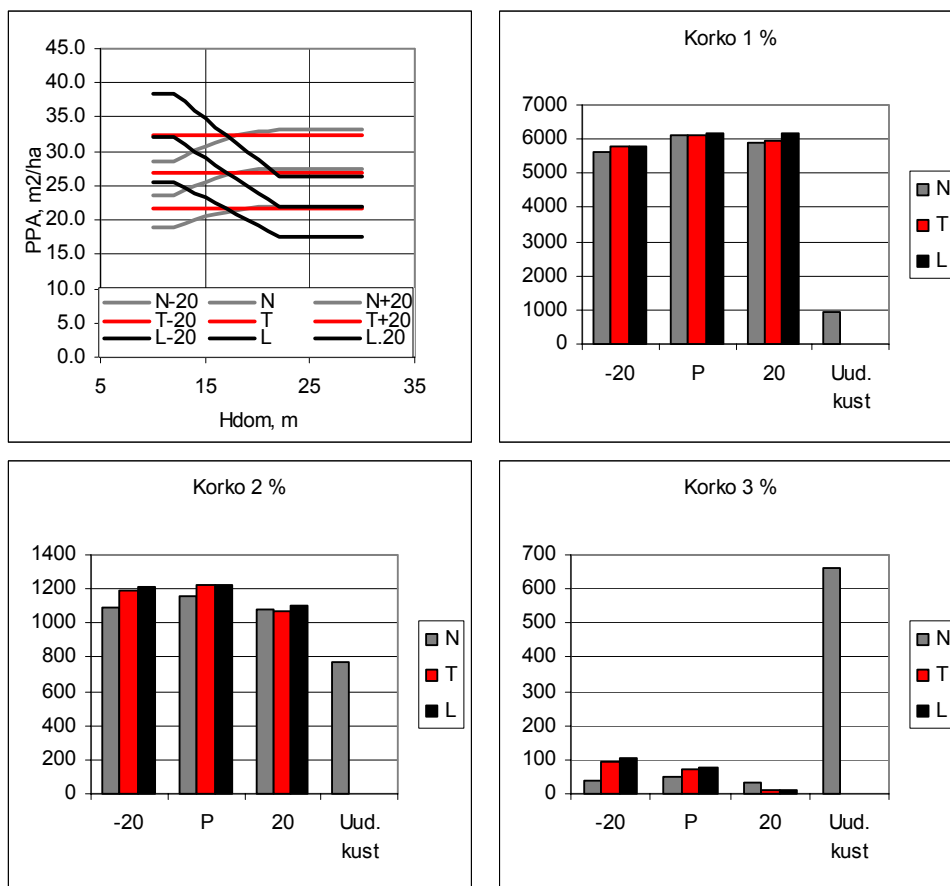 45.0
40.0
35.0
30.0
25.0
20.0
15.0
10.0
5.0
0.0
PPA, m2/ha
N-20 N N+20
T-20 T T+20
L-20 L L.20
5 15 25 35
Hdom, m
Korko 1 %
7000
6000
5000
4000
3000
2000
1000
0
-20 P 20 Uud.
kust
N
T
L
Korko 2 %
1400
1200
1000
800
600
400
200
0
-20 P 20 Uud.
kust
N
T
L
Korko 3 %
700
600
500
400
300
200
100
0
-20 P 20 Uud.
kust
N
T
L